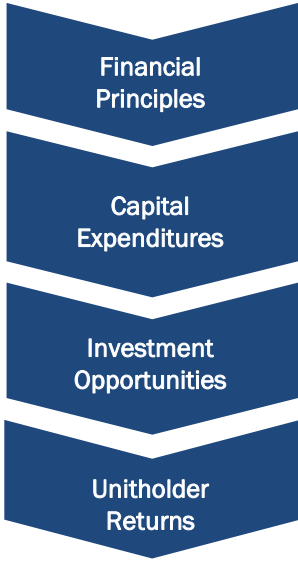 Financial
Principles
Capital
Expenditures
Investment
Opportunities
Unitholder
Returns